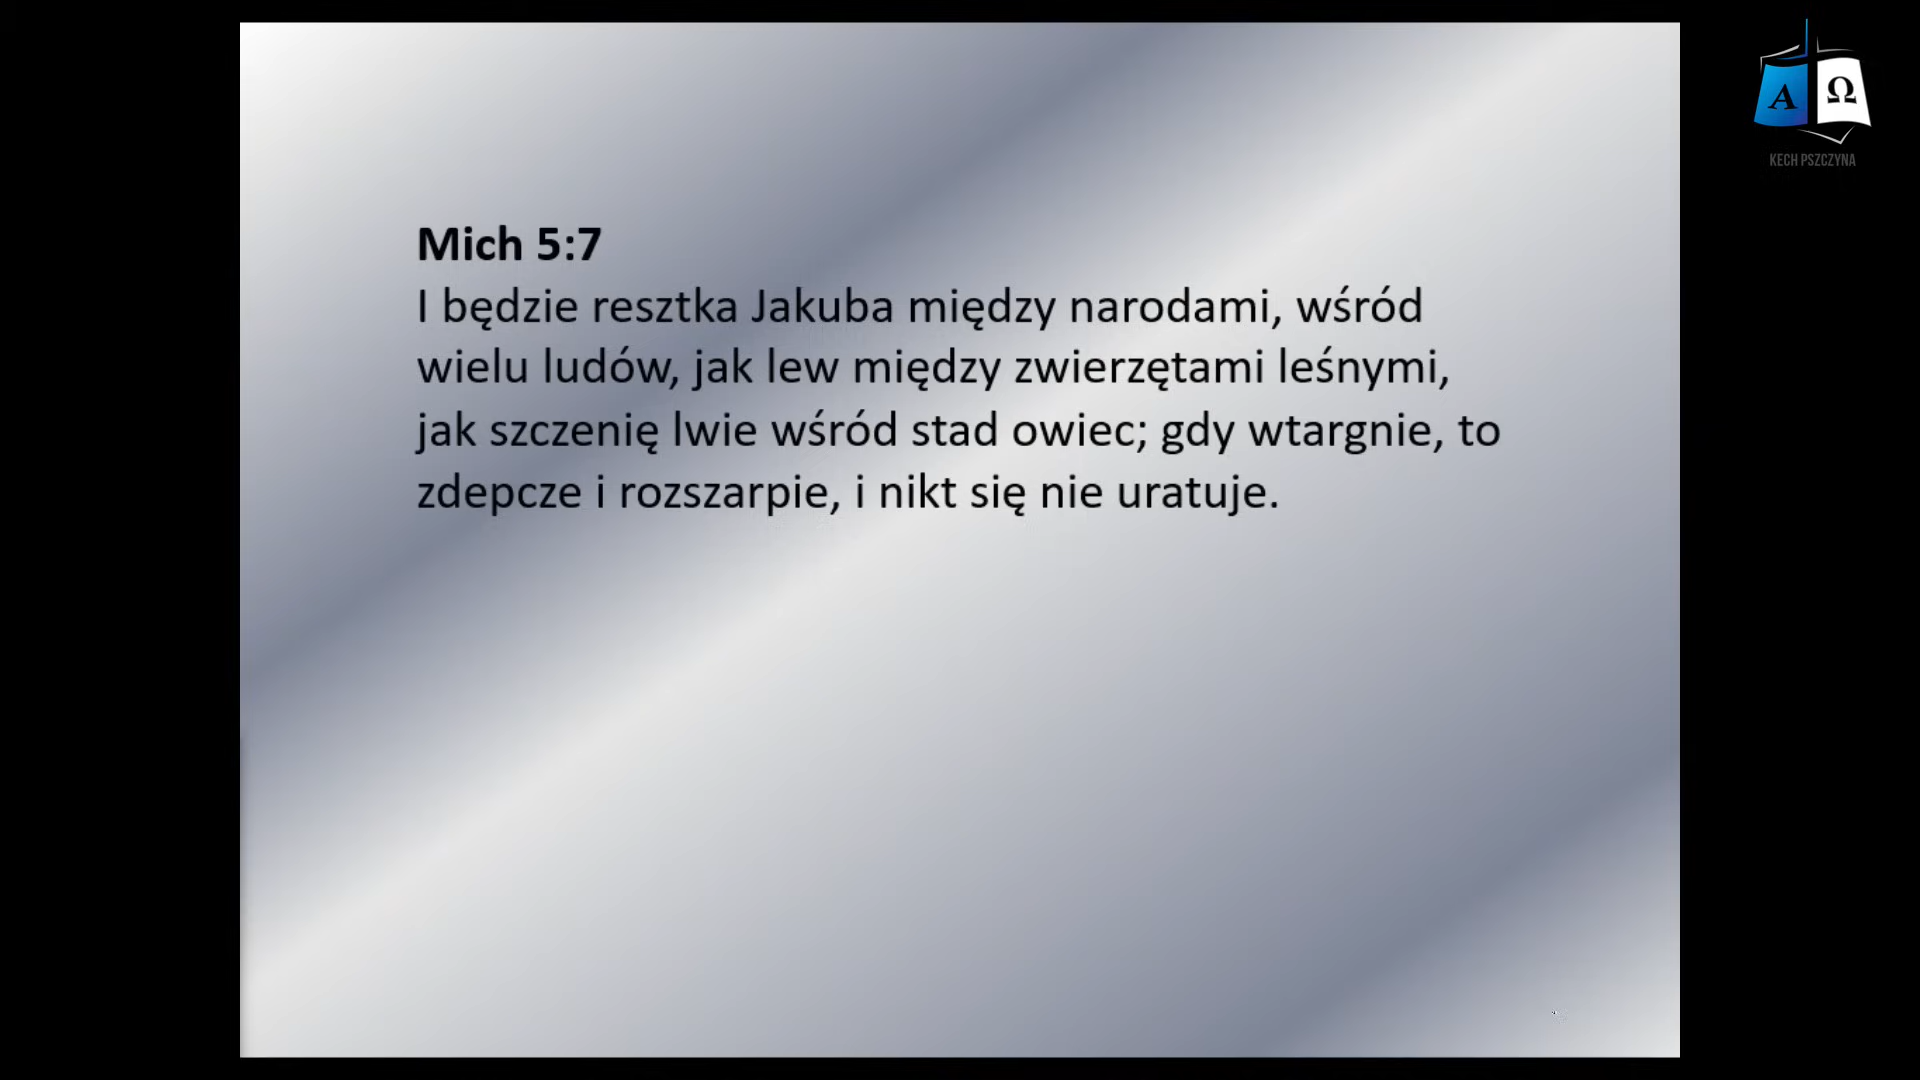 A Ω
KECH PSZCZYNA
Mich 5:7
I będzie resztka Jakuba między narodami, wśród
wielu ludów, jak lew między zwierzętami leśnymi,
jak szczenię lwie wśród stad owiec; gdy wtargnie, to
zdepcze i rozszarpie, i nikt się nie uratuje.